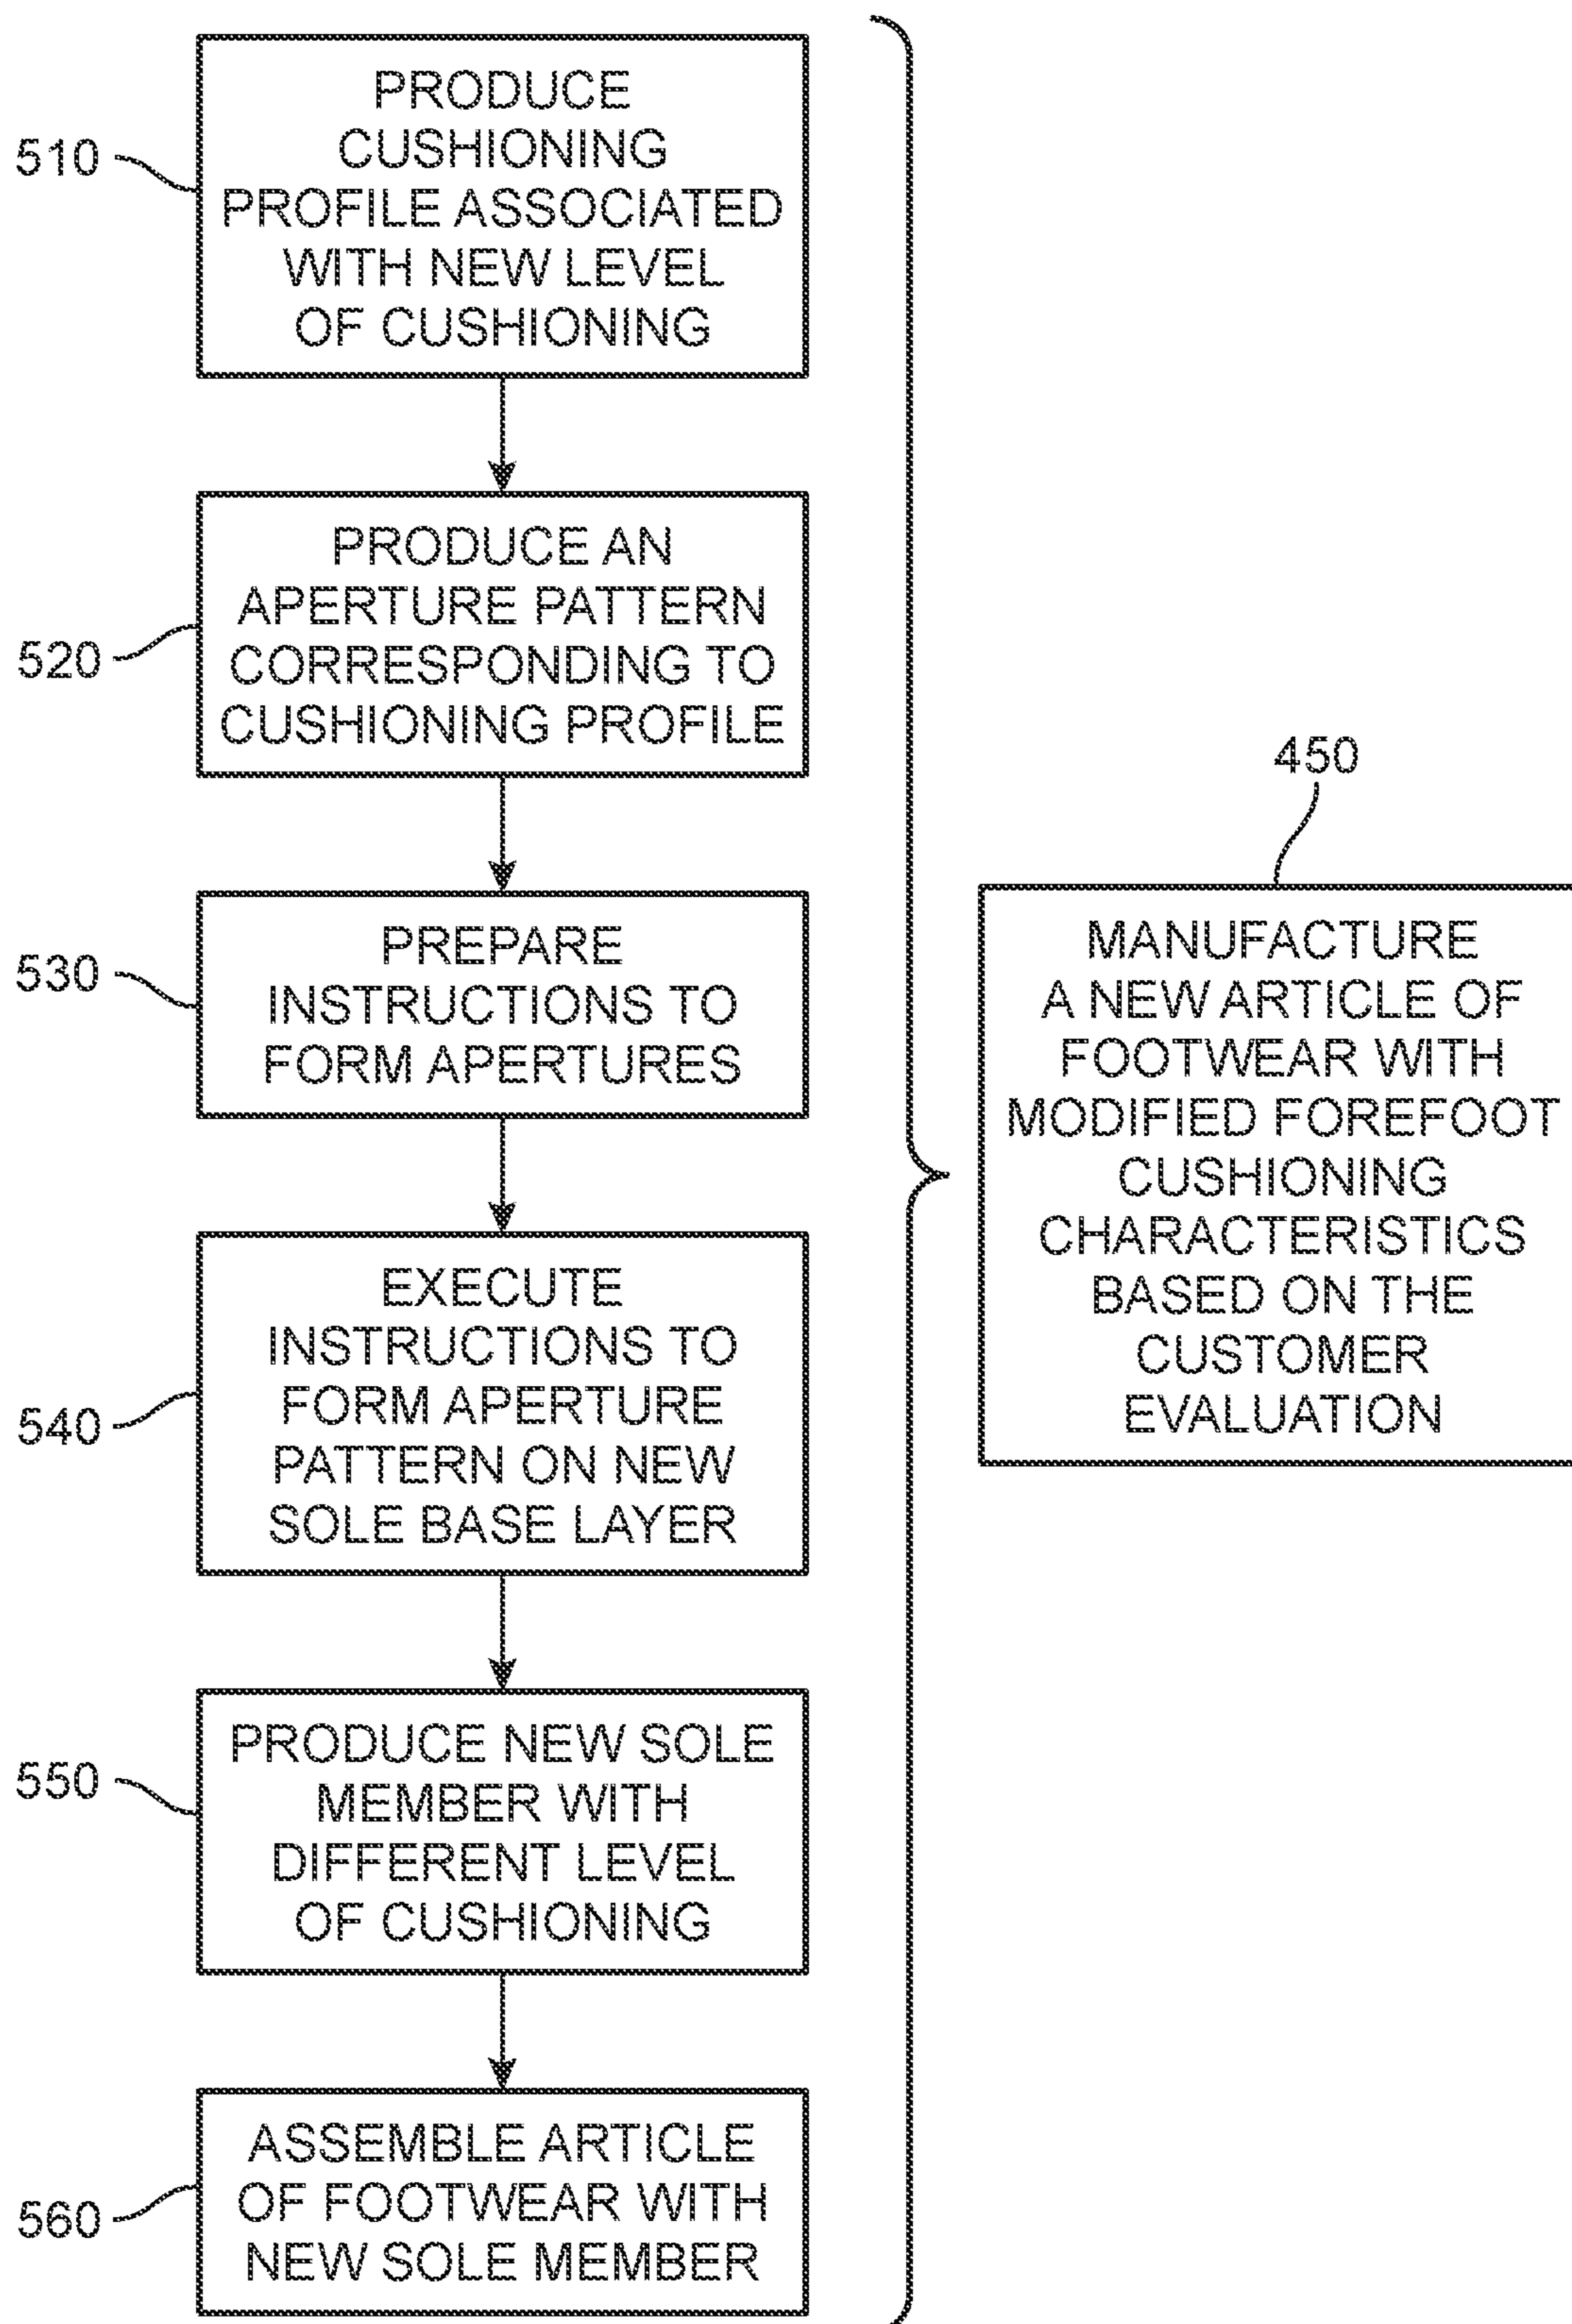 510
PRODUCE
CUSHIONING
PROFILE ASSOCIATED
WITH NEW LEVEL
OF CUSHIONING
520
PRODUCE AN
APERTURE PATTERN
CORRESPONDING TO
CUSHIONING PROFILE
530
PREPARE
INSTRUCTIONS TO
FORM APERTURES
540
EXECUTE
INSTRUCTIONS TO
FORM APERTURE
PATTERN ON NEW
SOLE BASE LAYER
550
PRODUCE NEW SOLE
MEMBER WITH
DIFFERENT LEVEL
OF CUSHIONING
560
ASSEMBLE ARTICLE
OF FOOTWEAR WITH
NEW SOLE MEMBER
450
MANUFACTURE
A NEW ARTICLE OF
FOOTWEAR WITH
MODIFIED FOREFOOT
CUSHIONING
CHARACTERISTICS
BASED ON THE
CUSTOMER
EVALUATION